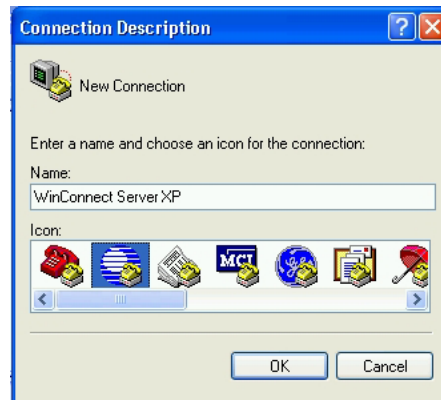 Connection Description
New Connection
Enter a name and choose an icon for the connection:
Name:
WinConnect Server XP
Icon:
MCI
OK
Cancel